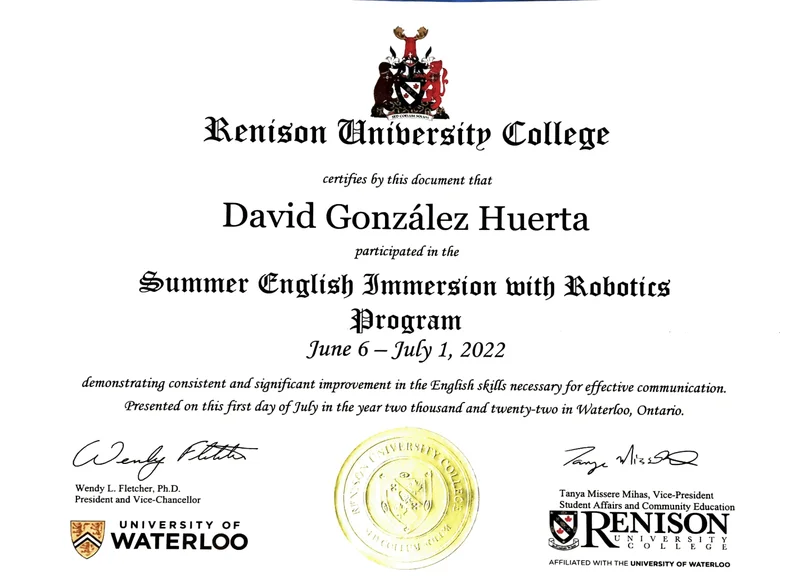 Renison University College
certifies by this document that
David González Huerta
participated in the
Summer English Immersion with Robotics
Program
June 6 – July 1, 2022
demonstrating consistent and significant improvement in the English skills necessary for effective communication.
Presented on this first day of July in the year two thousand and twenty-two in Waterloo, Ontario.
Wendy L. Fletcher, Ph.D.
President and Vice-Chancellor
UNIVERSITY OF
WATERLOO
RENISON UNIVERSITY COLLEGE
Tanya Missere Mihas, Vice-President
Student Affairs and Community Education
RENISON
UNIVERSITY
COLLEGE
AFFILIATED WITH THE UNIVERSITY OF WATERLOO